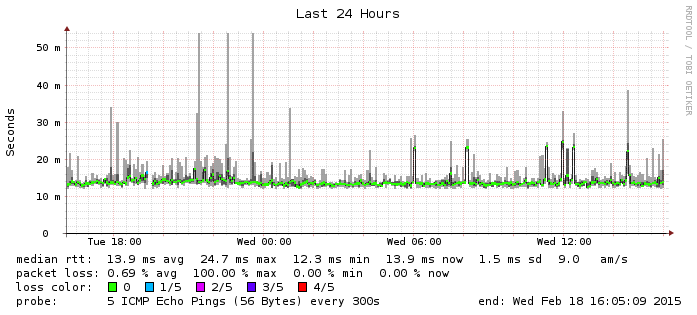 Last 24 Hours
RRDTOOL / TOBI OETIKER
Seconds
50 m
40 m
30 m
20 m
10 m
0
Tue 18:00 Wed 00:00 Wed 06:00 Wed 12:00
median rtt: 13.9 ms avg 24.7 ms max 12.3 ms min 13.9 ms now 1.5 ms sd 9.0 am/s
packet loss: 0.69 % avg 100.00 % max 0.00 % min 0.00 % now
loss color: 0 1/5 2/5 3/5 4/5
probe: 5 ICMP Echo Pings (56 Bytes) every 300s end: Wed Feb 18 16:05:09 2015